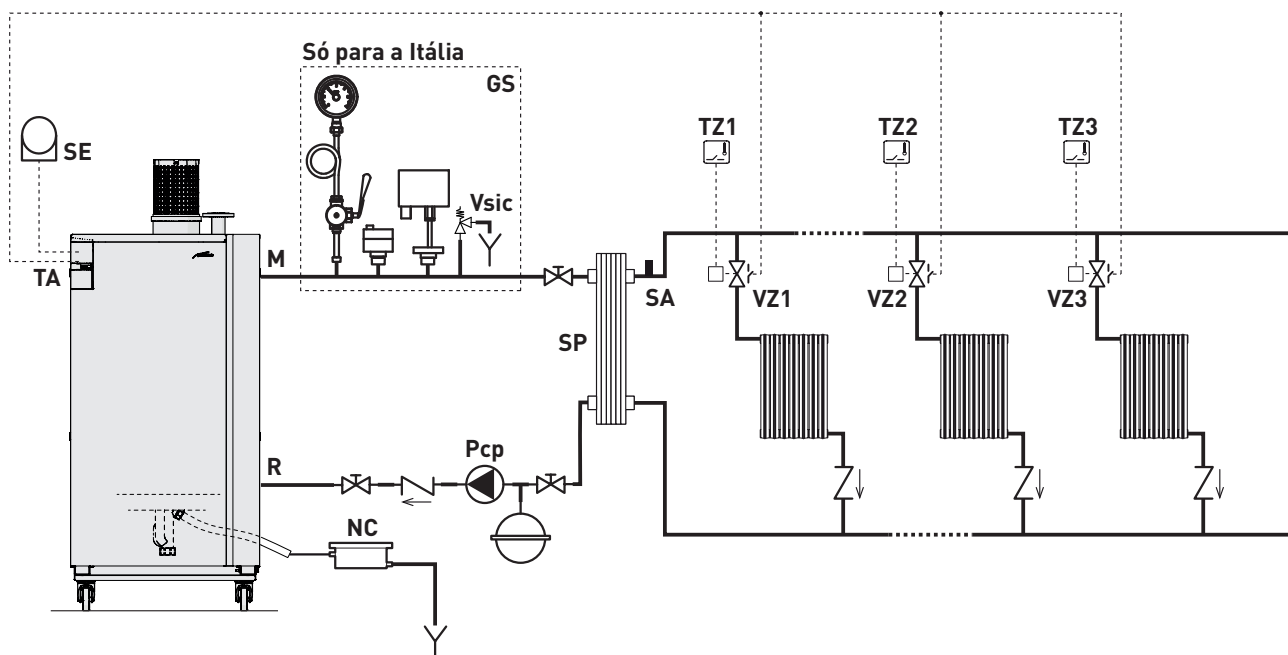 Só para a Itália
GS
SE
TZ1
TZ2
TZ3
Vsic
TA
M
SA
VZ1
VZ2
VZ3
SP
Pcp
R
NC